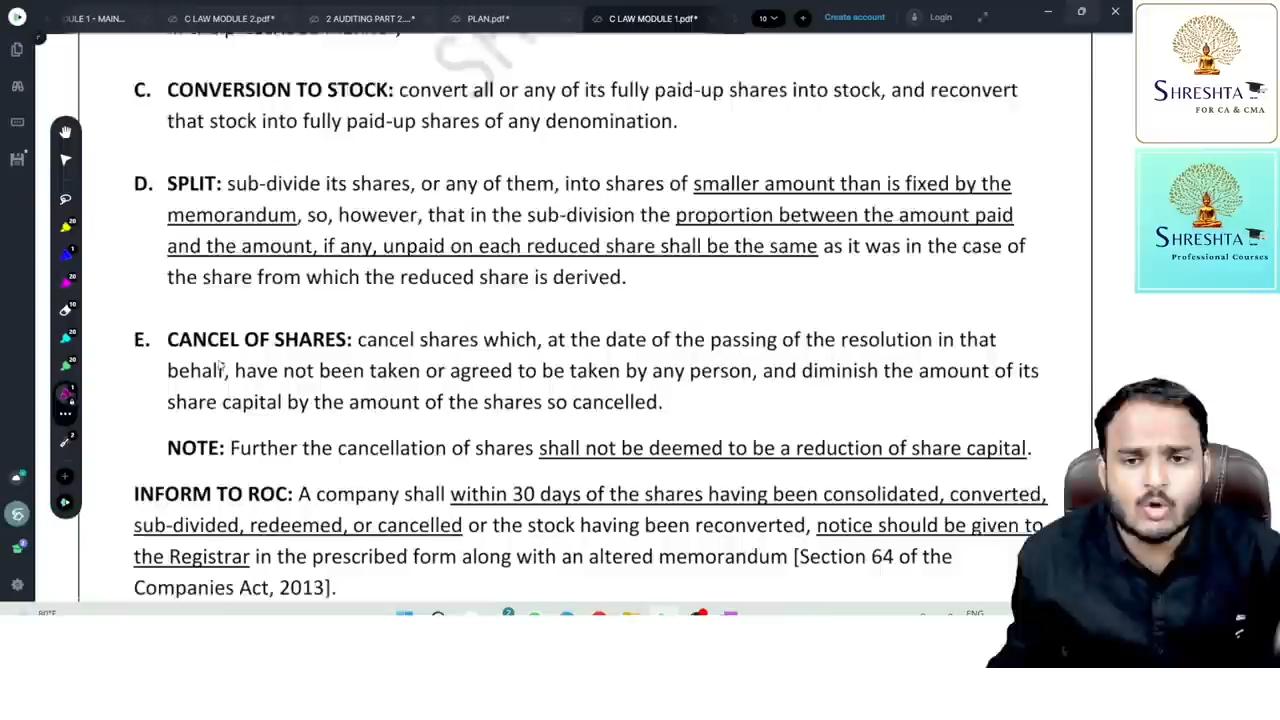 ULE 1 - MAIN...
C LAW MODULE 2.pdf*
2 AUDITING PART 2....*
PLAN.pdf*
C LAW MODULE 1.pdf*
10
Create account
Login
C. CONVERSION TO STOCK: convert all or any of its fully paid-up shares into stock, and reconvert
that stock into fully paid-up shares of any denomination.
D. SPLIT: sub-divide its shares, or any of them, into shares of smaller amount than is fixed by the
memorandum, so, however, that in the sub-division the proportion between the amount paid
and the amount, if any, unpaid on each reduced share shall be the same as it was in the case of
the share from which the reduced share is derived.
E. CANCEL OF SHARES: cancel shares which, at the date of the passing of the resolution in that
behalf, have not been taken or agreed to be taken by any person, and diminish the amount of its
share capital by the amount of the shares so cancelled.
NOTE: Further the cancellation of shares shall not be deemed to be a reduction of share capital.
INFORM TO ROC: A company shall within 30 days of the shares having been consolidated, converted,
sub-divided, redeemed, or cancelled or the stock having been reconverted, notice should be given to
the Registrar in the prescribed form along with an altered memorandum [Section 64 of the
Companies Act, 2013].
ENG
SHRESHTA
FOR CA & CMA
SHRESHTA
Professional Courses